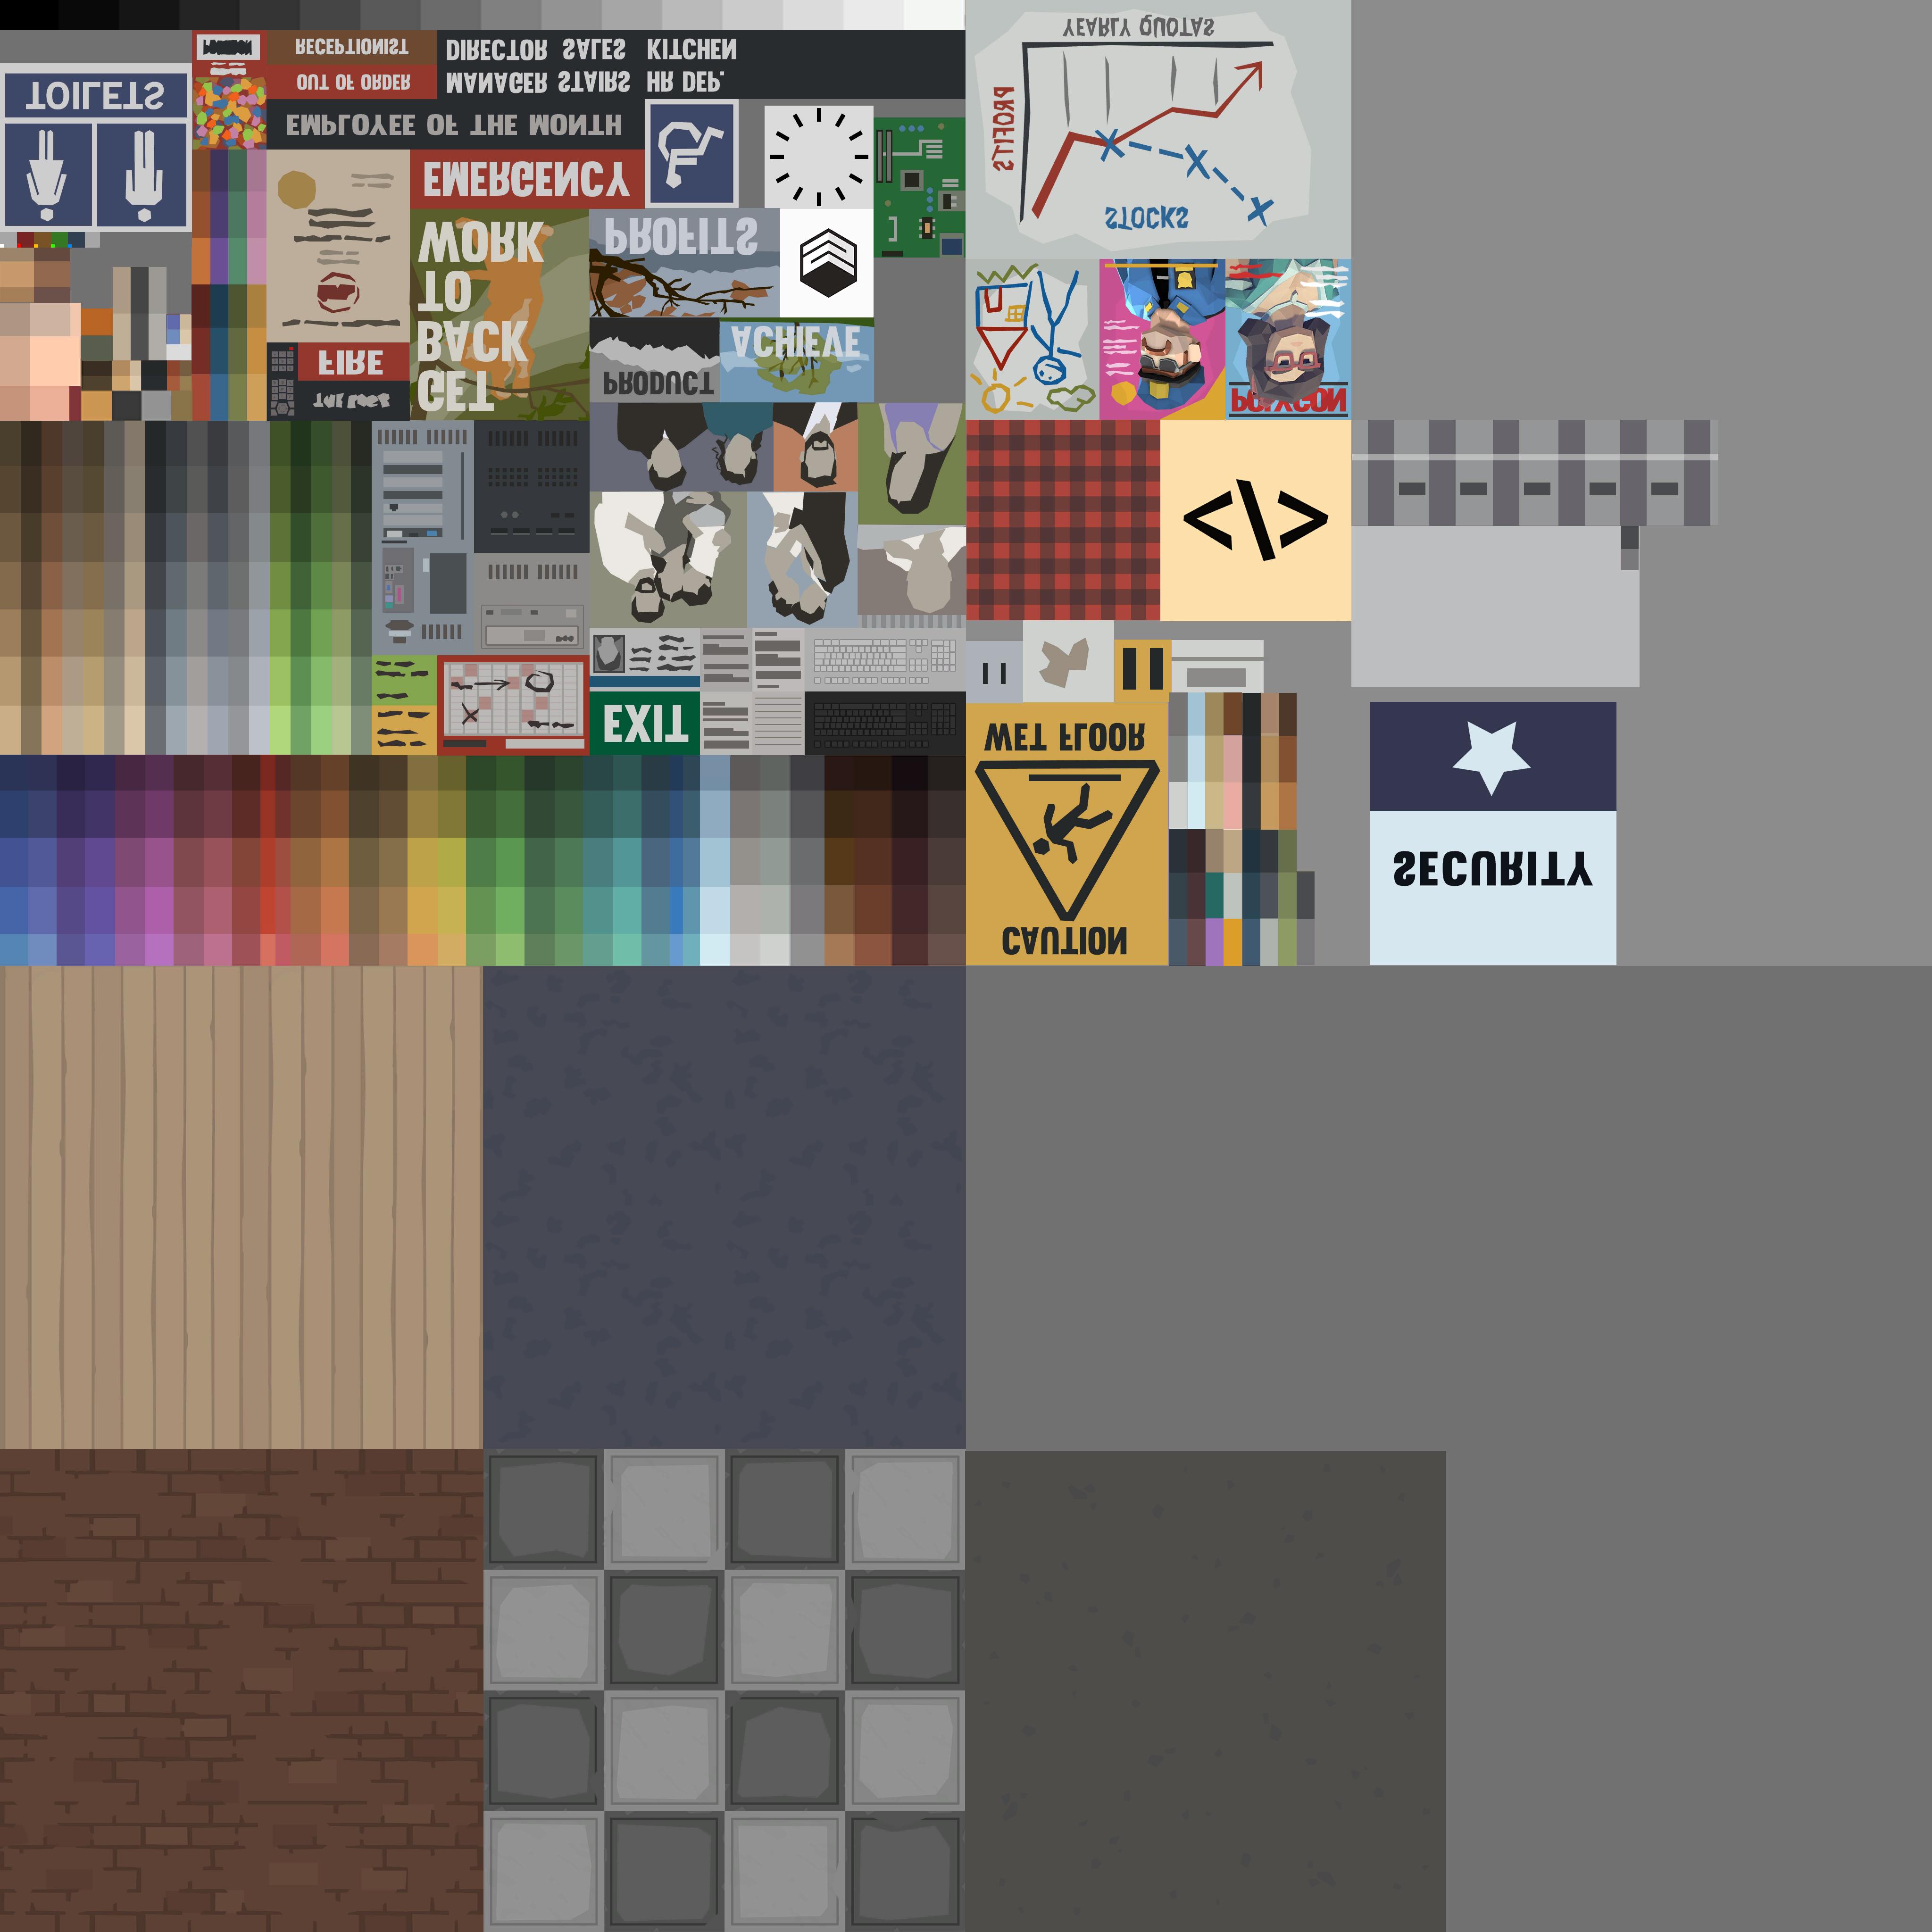 YEARLY QUOTAS
PROFITS
STOCKS
RECEPTIONIST
DIRECTOR SALES KITCHEN
OUT OF ORDER
MANAGER STAIRS HR DEP.
TOILETS
EMPLOYEE OF THE MONTH
EMERGENCY
GET
BACK
TO
WORK
PROFITS
ACHIEVE
PRODUCT
FIRE
POLYGON
</>
EXIT
WET FLOOR
CAUTION
SECURITY